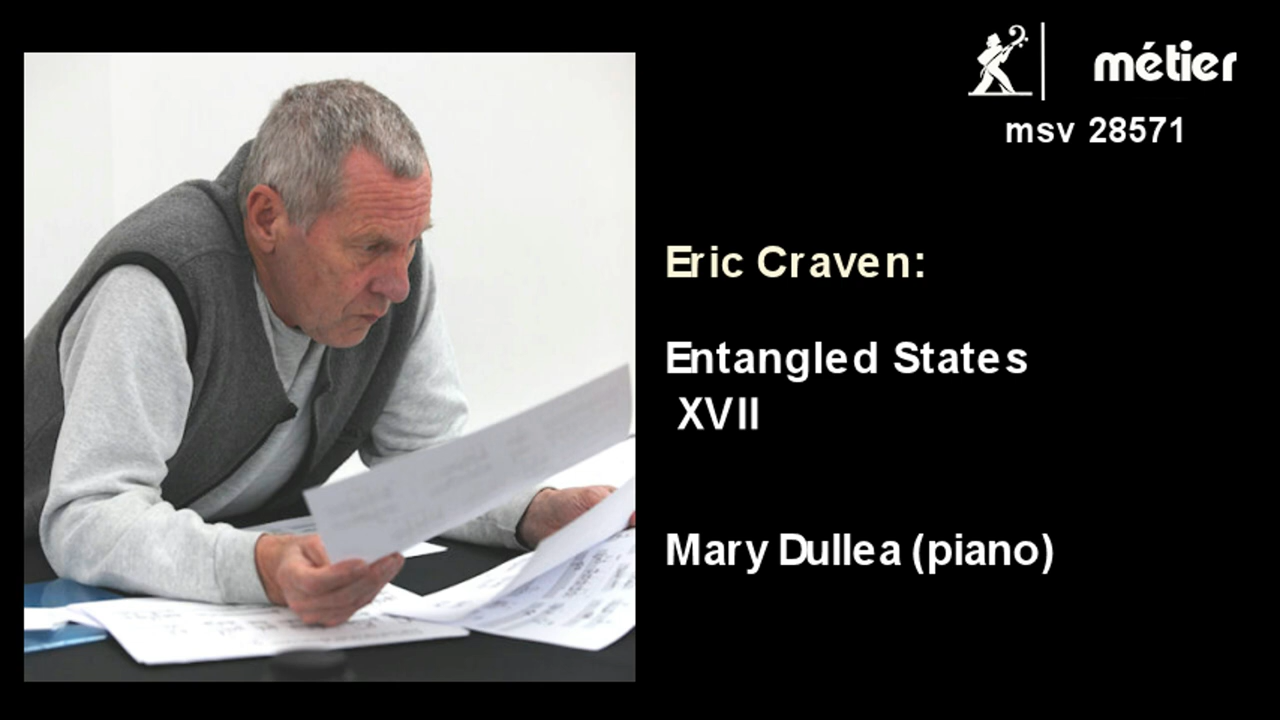 métier
msv 28571
Eric Craven:
Entangled States
XVII
Mary Dullea (piano)